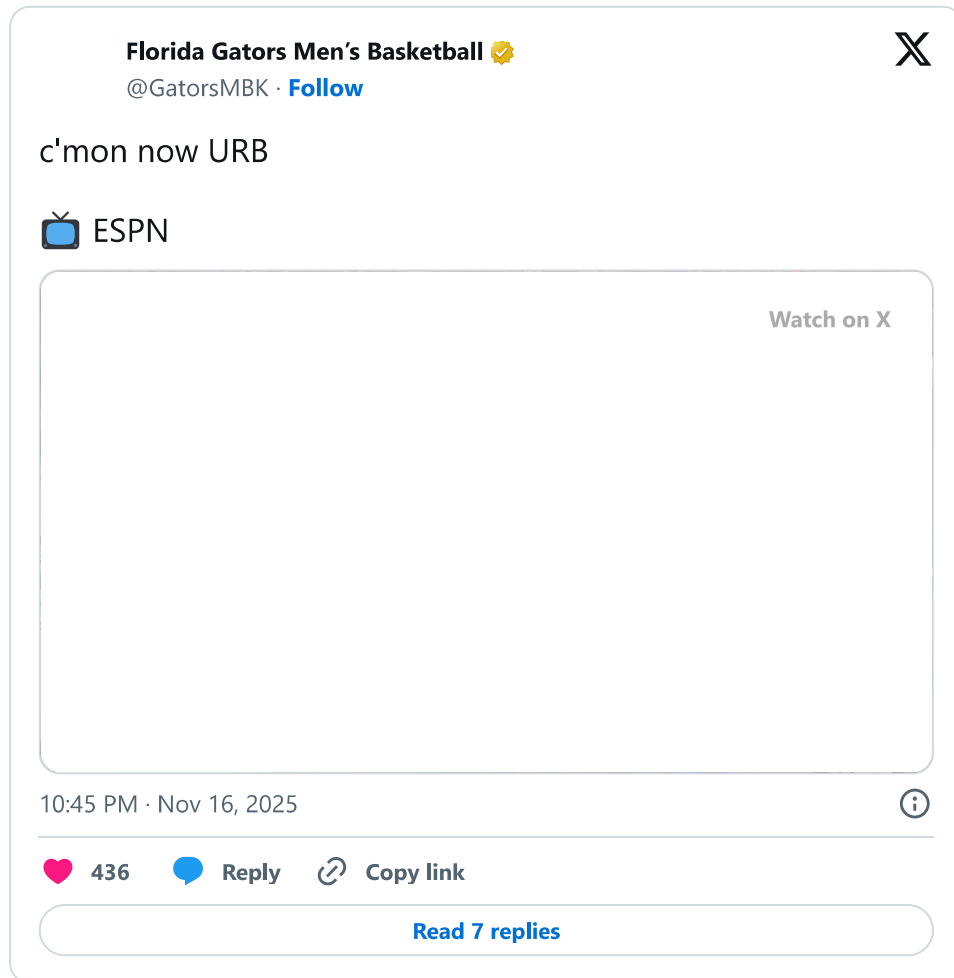 Florida Gators Men’s Basketball
@GatorsMBK · Follow
c'mon now URB
ESPN
Watch on X
10:45 PM · Nov 16, 2025
436 Reply Copy link
Read 7 replies